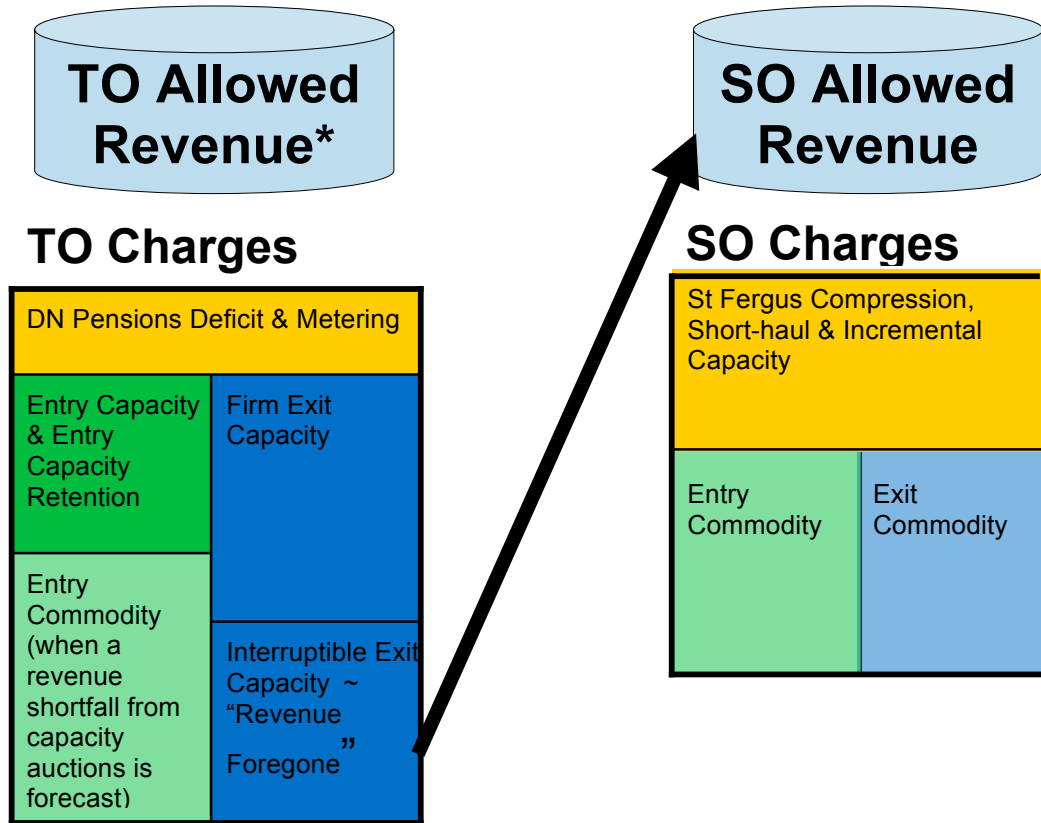 TO Allowed
Revenue*
SO Allowed
Revenue
TO Charges
SO Charges
DN Pensions Deficit & Metering
Entry Capacity
& Entry
Capacity
Retention
Firm Exit
Capacity
Entry
Commodity
(when a
revenue
shortfall from
capacity
auctions is
forecast)
Interruptible Exit
Capacity ~
“Revenue
Foregone”
St Fergus Compression,
Short-haul & Incremental
Capacity
Entry
Commodity
Exit
Commodity